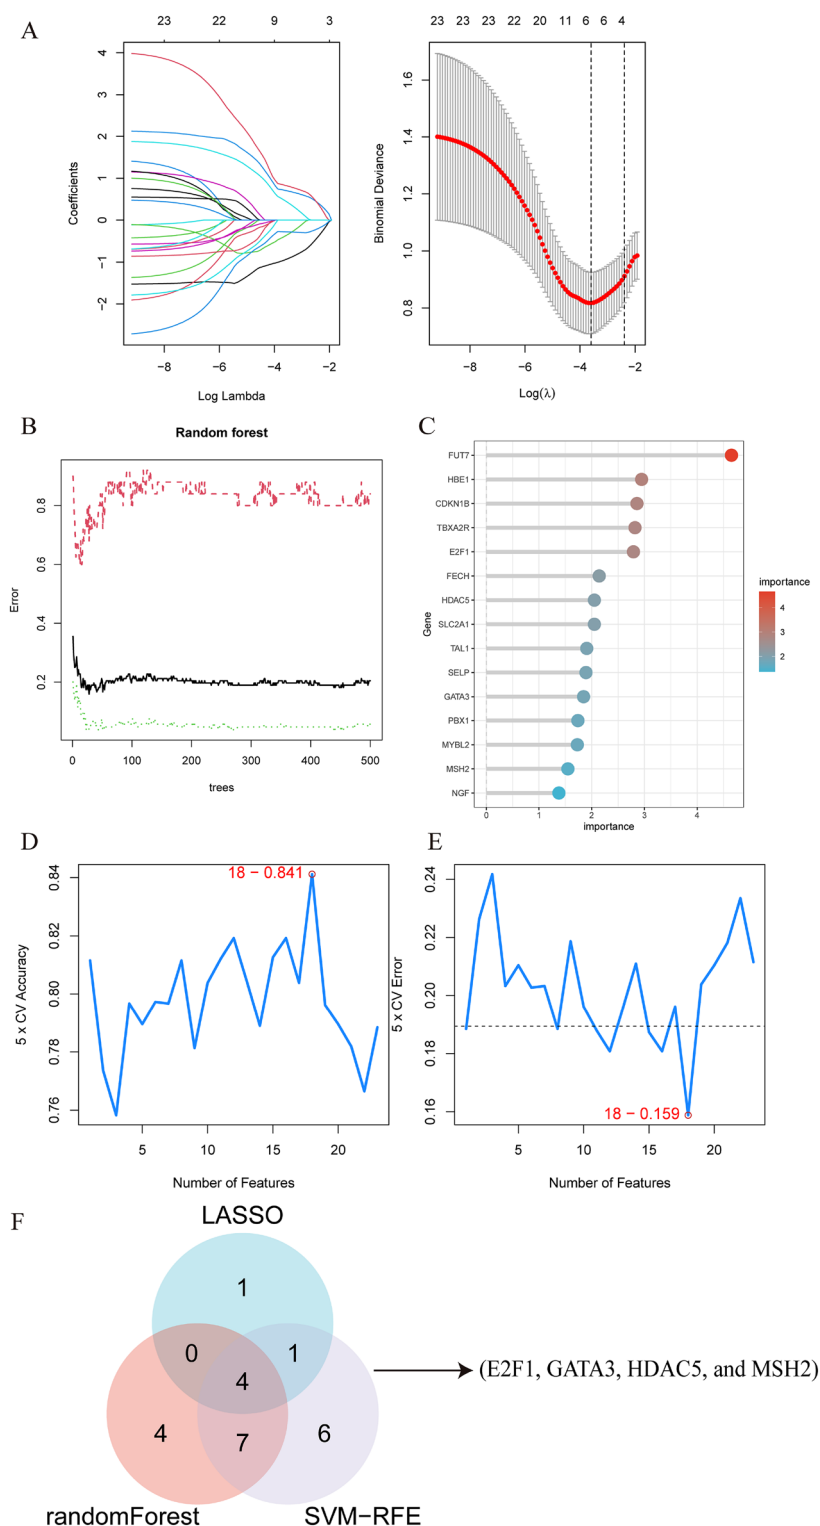 A
23 22 9 3
Coefficients
4
3
2
1
0
−1
−2
−8 −6 −4 −2
Log Lambda
23 23 23 22 20 11 6 6 4
Binomial Deviance
1.6
1.4
1.2
1.0
0.8
−8 −6 −4 −2
Log(λ)
B
Random forest
Error
0.8
0.6
0.4
0.2
0 100 200 300 400 500
trees
C
Gene
FUT7
HBE1
CDKN1B
TBXA2R
E2F1
FECH
HDAC5
SLC2A1
TAL1
SELP
GATA3
PBX1
MYBL2
MSH2
NGF
0 1 2 3 4
importance
importance
4
3
2
D
5 x CV Accuracy
0.84
0.82
0.80
0.78
0.76
18 − 0.841
5 10 15 20
Number of Features
E
5 x CV Error
0.24
0.22
0.20
0.18
0.16
18 − 0.159
5 10 15 20
Number of Features
F
LASSO
1
0 1
4
(E2F1, GATA3, HDAC5, and MSH2)
4 7 6
randomForest SVM−RFE